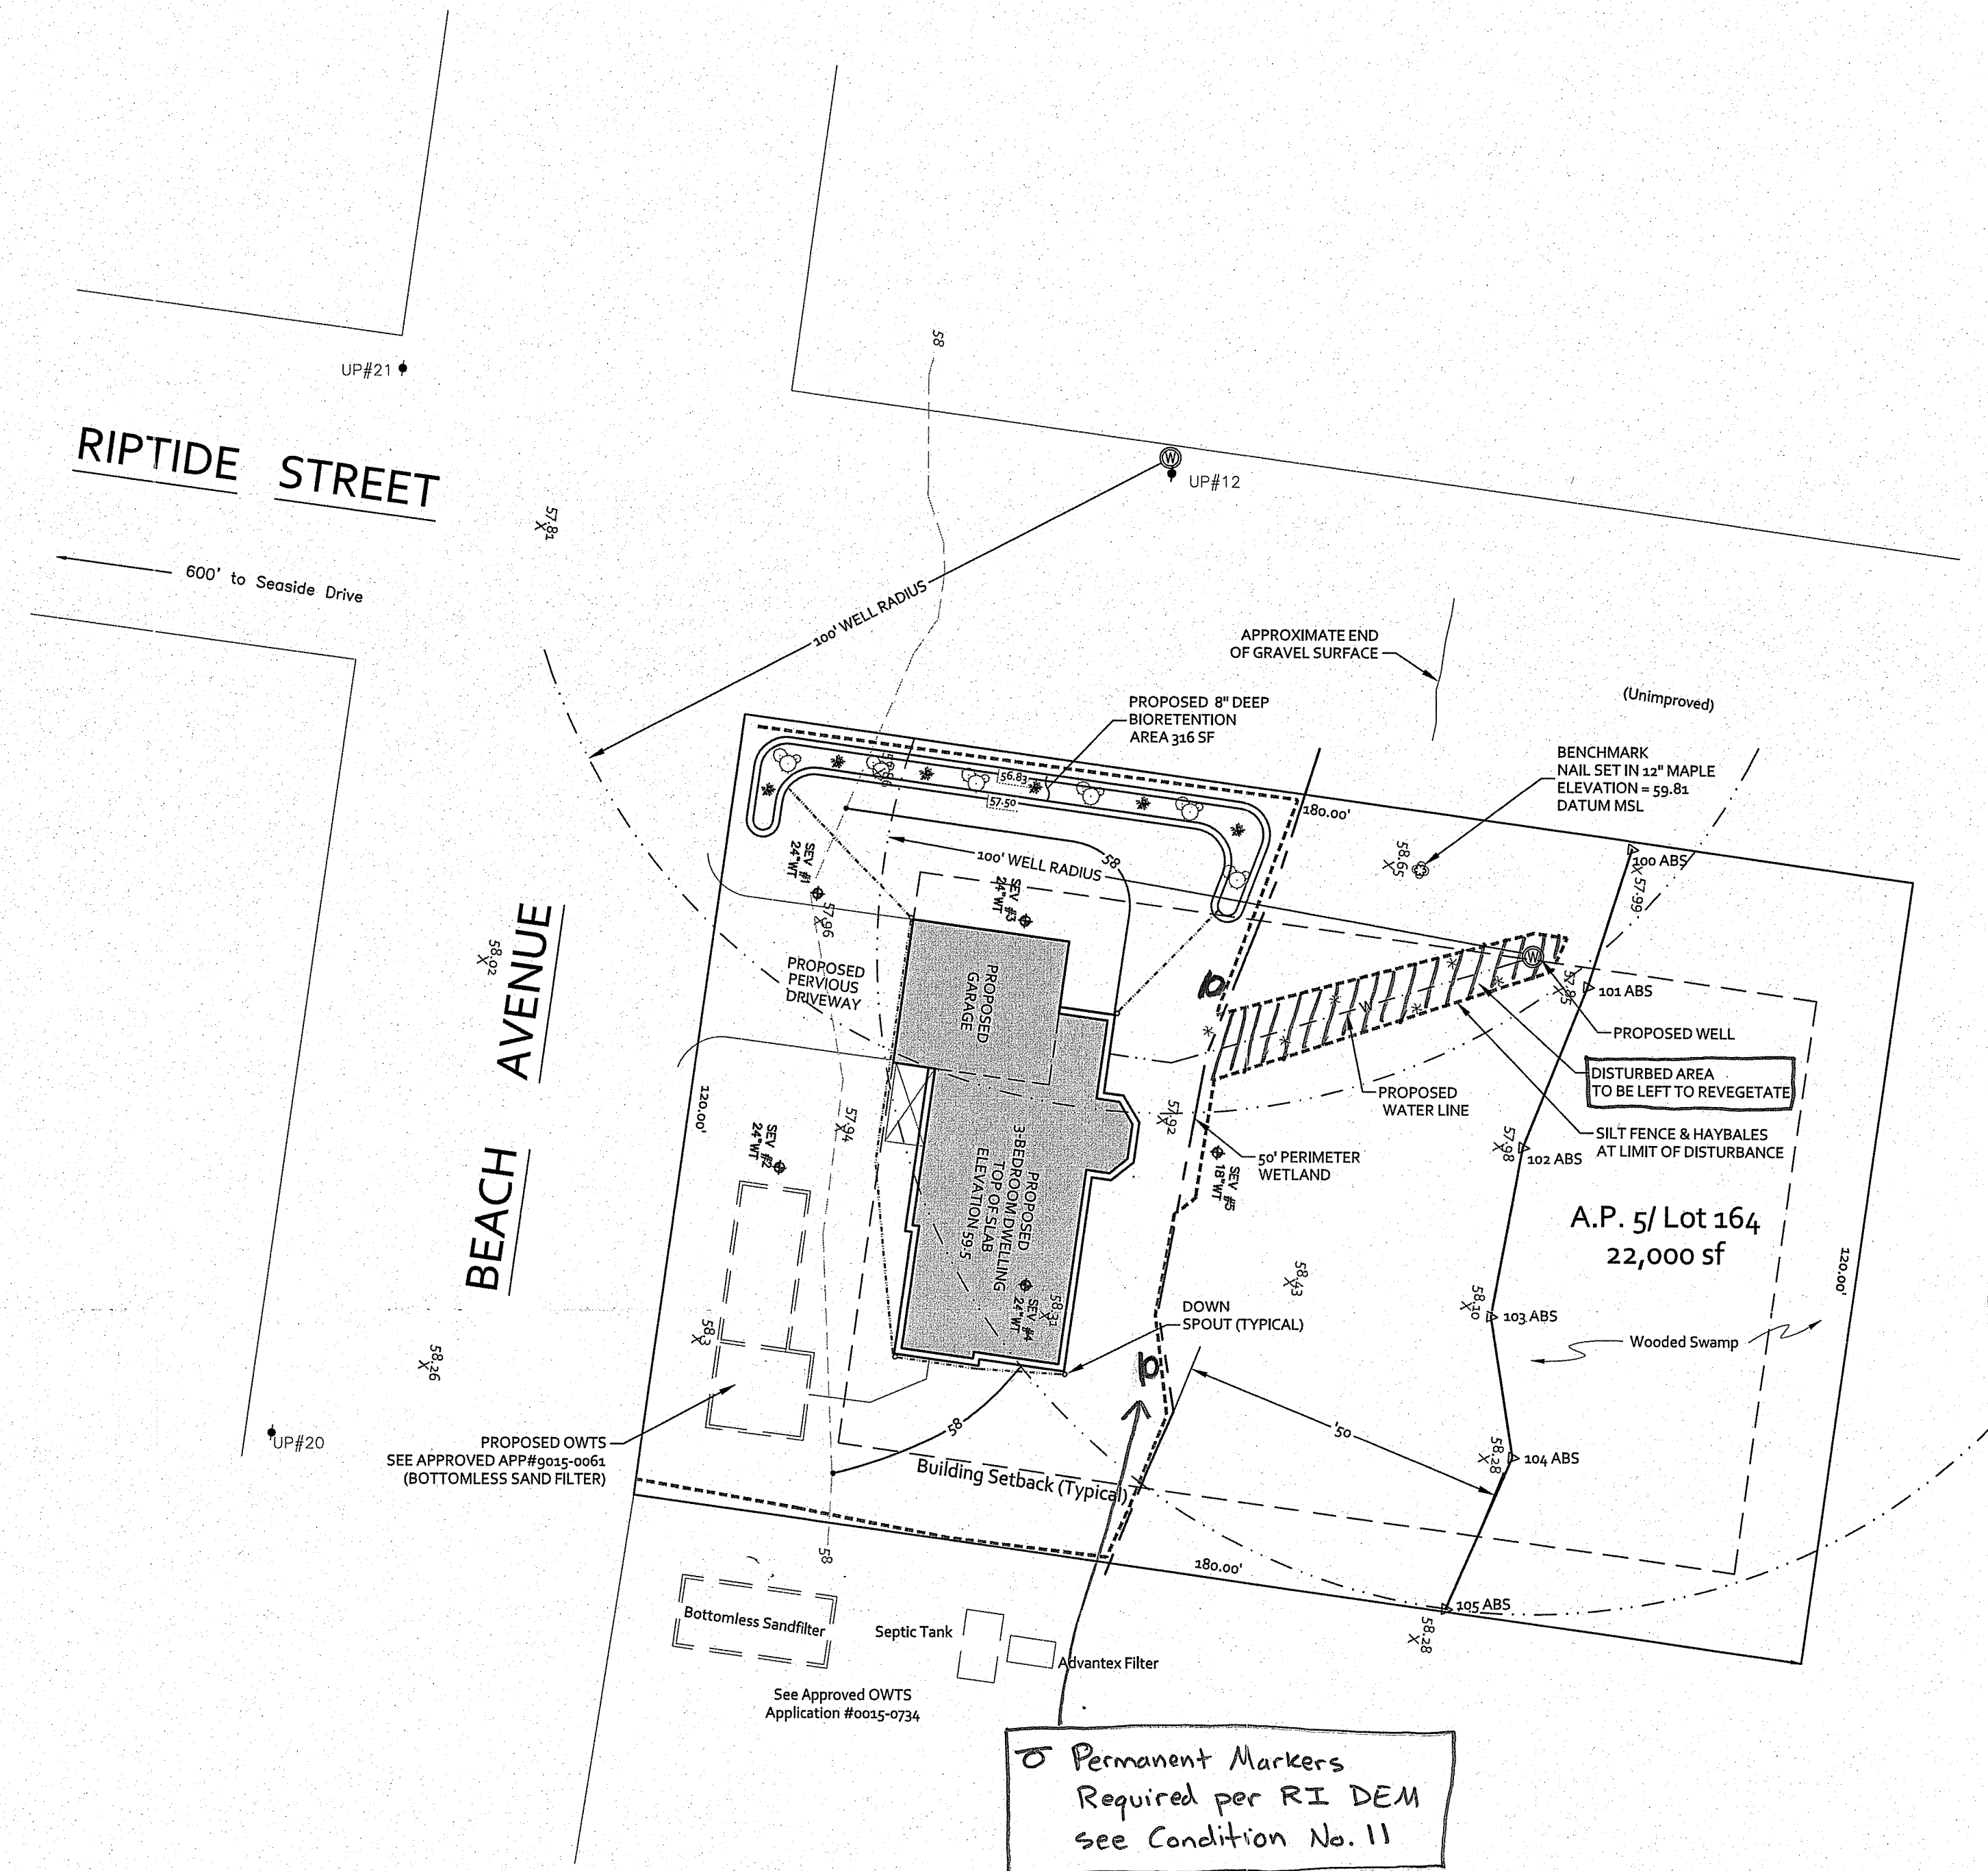 58
UP#21
RIPTIDE STREET
UP#12
57.81
600' to Seaside Drive
100' WELL RADIUS
APPROXIMATE END
OF GRAVEL SURFACE
(Unimproved)
PROPOSED 8" DEEP
BIORETENTION
AREA 316 SF
BENCHMARK
NAIL SET IN 12" MAPLE
ELEVATION = 59.81
DATUM MSL
56.83
57.50
180.00'
100' WELL RADIUS
58
58.65
100 ABS
57.99
SEV #1
24"WT
57.96
SEV #3
24"WT
58.02
PROPOSED
PERVIOUS
DRIVEWAY
PROPOSED
GARAGE
W
101 ABS
PROPOSED WELL
DISTURBED AREA
TO BE LEFT TO REVEGETATE
PROPOSED
WATER LINE
SILT FENCE & HAYBALES
AT LIMIT OF DISTURBANCE
BEACH AVENUE
120.00'
57.94
SEV #2
24"WT
57.92
50' PERIMETER
WETLAND
SEV #5
18"WT
57.98
102 ABS
A.P. 5/ Lot 164
22,000 sf
120.00'
PROPOSED
3-BEDROOM DWELLING
TOP OF SLAB
ELEVATION 59.5
SEV #4
24"WT
58.31
58.43
58.10
103 ABS
Wooded Swamp
DOWN
SPOUT (TYPICAL)
58.3
58.26
UP#20
PROPOSED OWTS
SEE APPROVED APP#9015-0061
(BOTTOMLESS SAND FILTER)
58
50'
58.28
104 ABS
Building Setback (Typical)
58
180.00'
105 ABS
58.28
Bottomless Sandfilter
Septic Tank
Advantex Filter
See Approved OWTS
Application #0015-0734
Permanent Markers
Required per RI DEM
see Condition No. 11